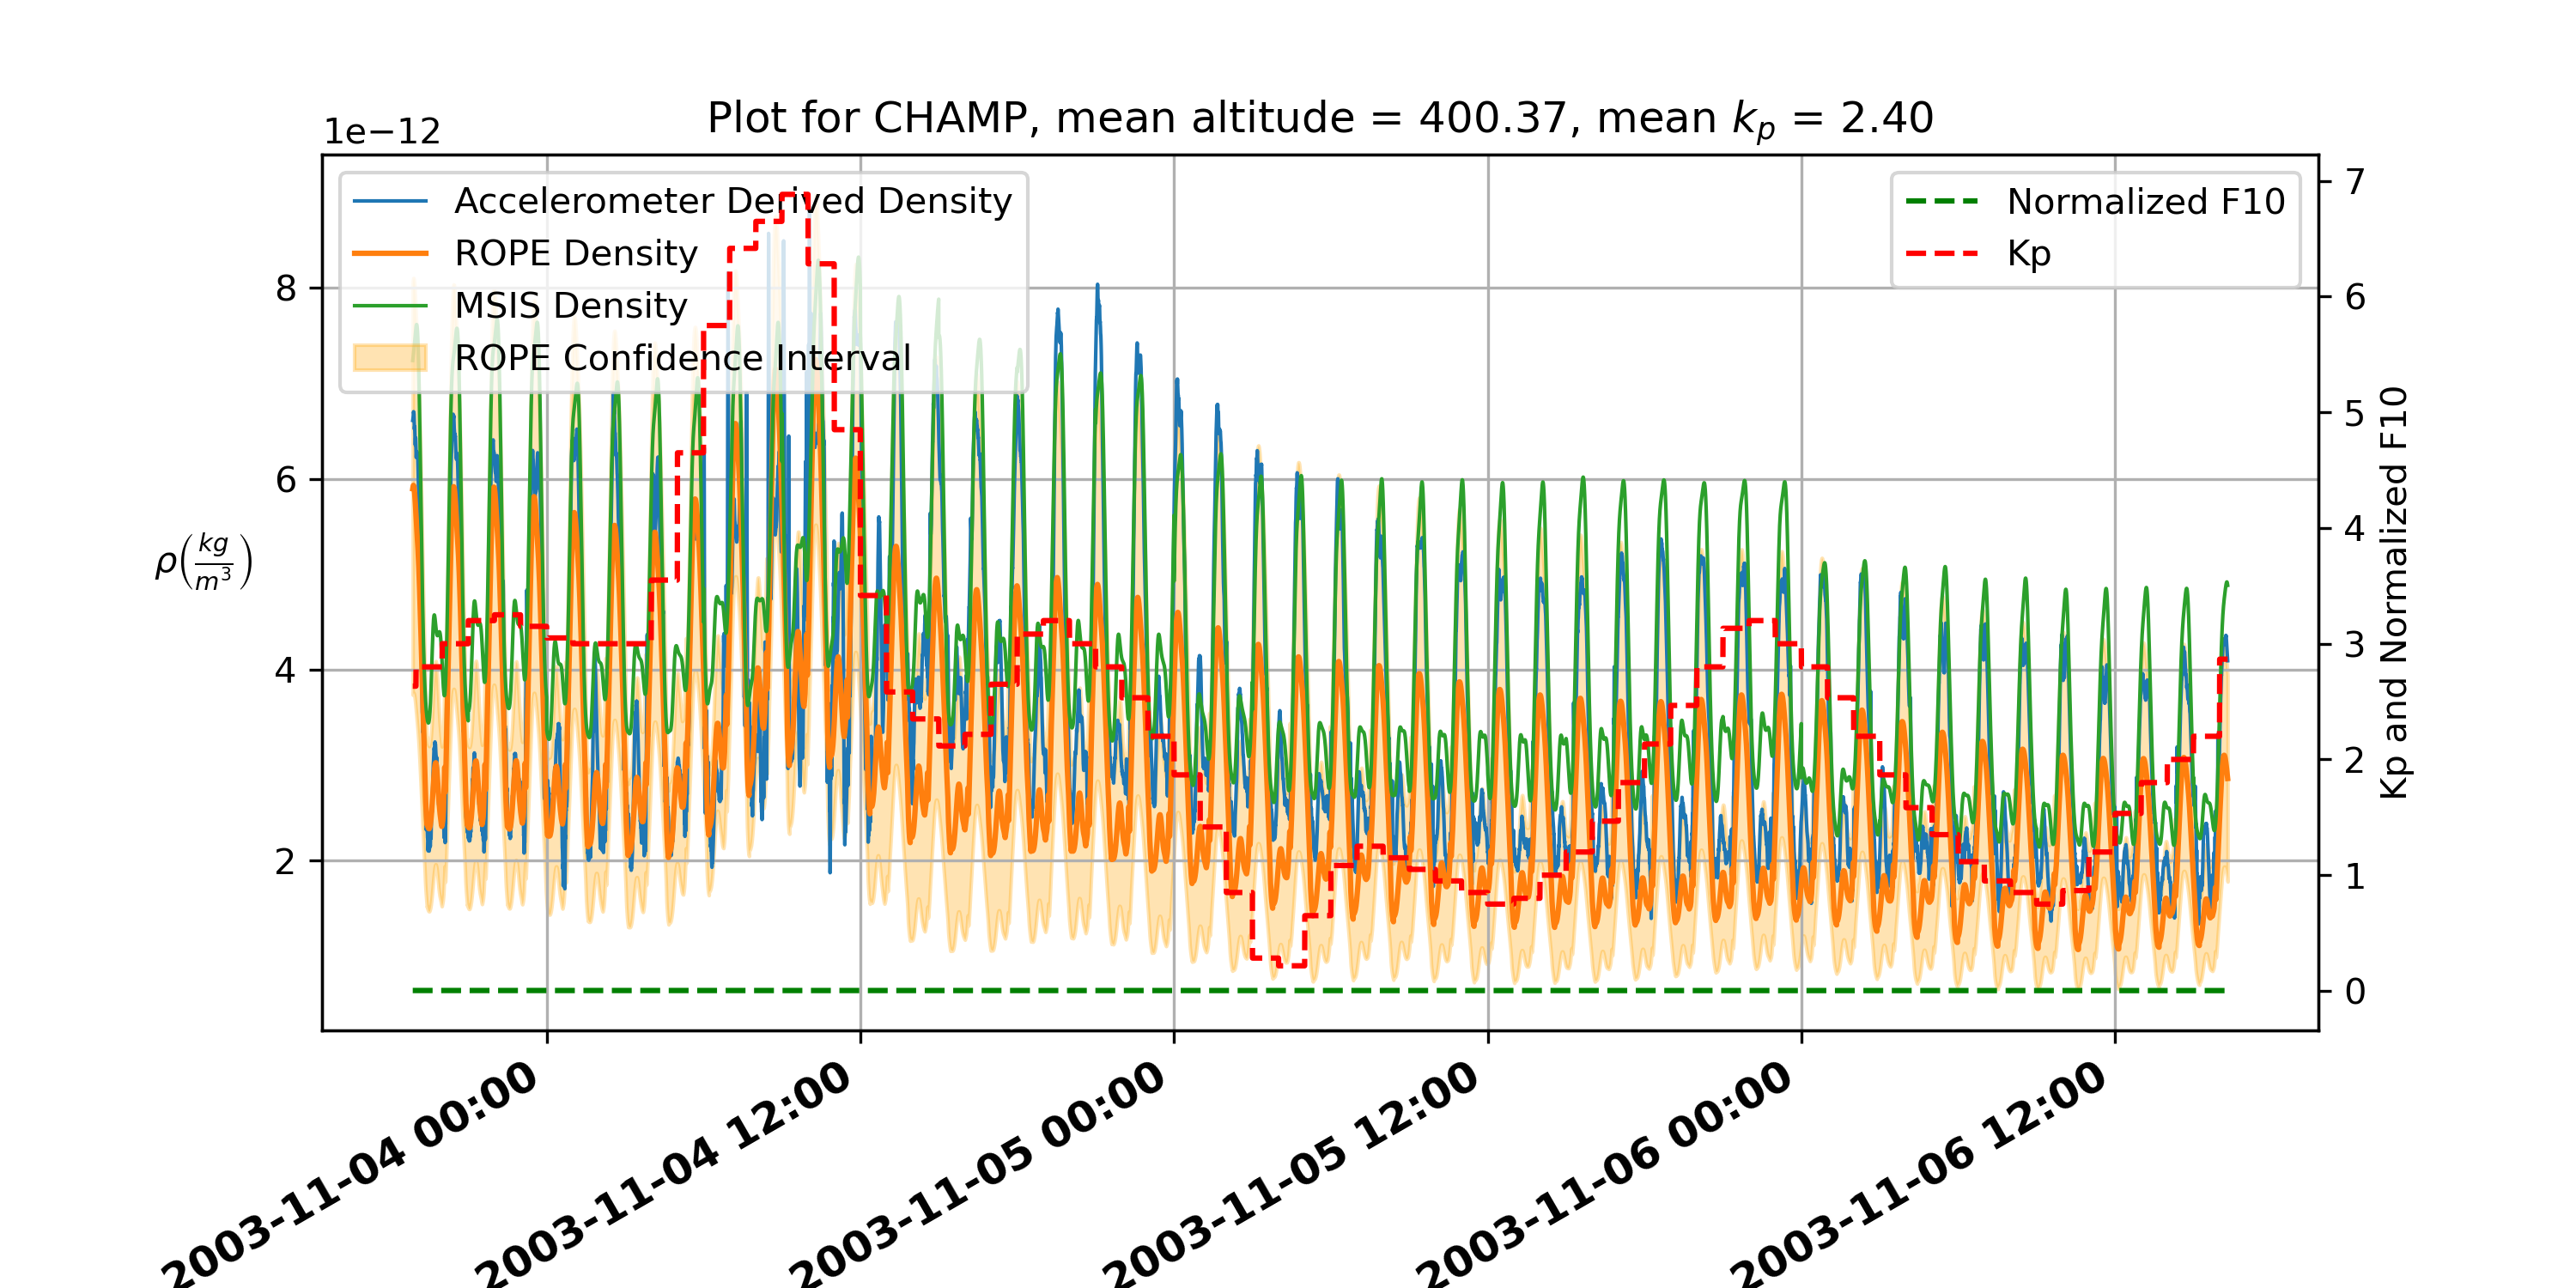 Plot for CHAMP, mean altitude = 400.37, mean kₚ = 2.40
1e−12
Accelerometer Derived Density
ROPE Density
MSIS Density
ROPE Confidence Interval
Normalized F10
Kp
8
6
4
2
ρ(kg/m³)
7
6
5
4
3
2
1
0
Kp and Normalized F10
2003-11-04 00:00
2003-11-04 12:00
2003-11-05 00:00
2003-11-05 12:00
2003-11-06 00:00
2003-11-06 12:00